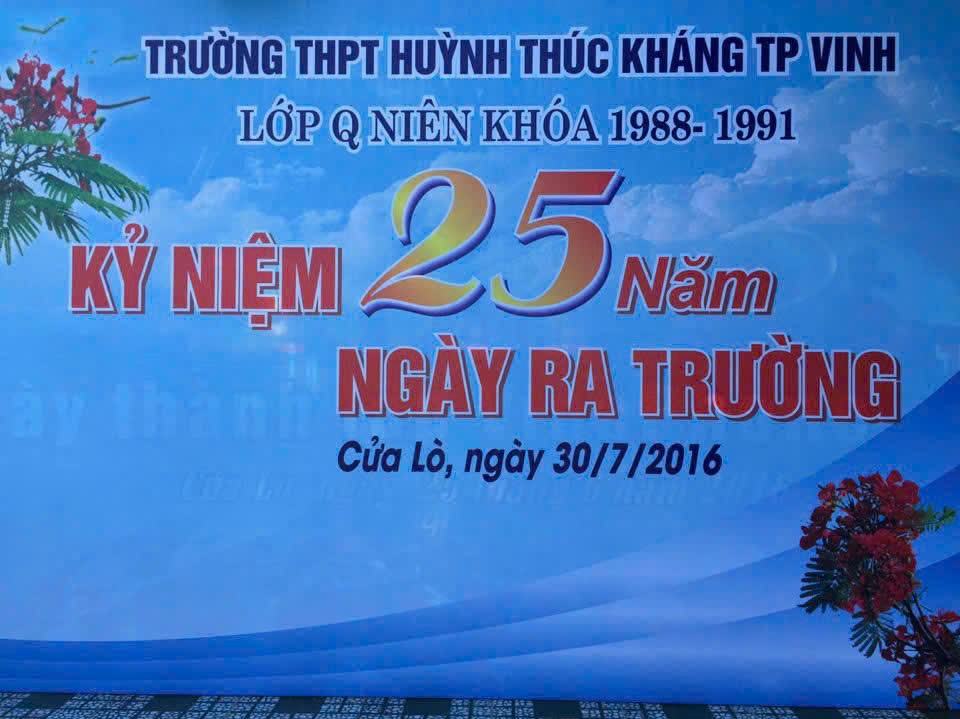 TRƯỜNG THPT HUỲNH THÚC KHÁNG TP VINH
LỚP Q NIÊN KHÓA 1988- 1991
KỶ NIỆM 25 Năm
NGÀY RA TRƯỜNG
Cửa Lò, ngày 30/7/2016